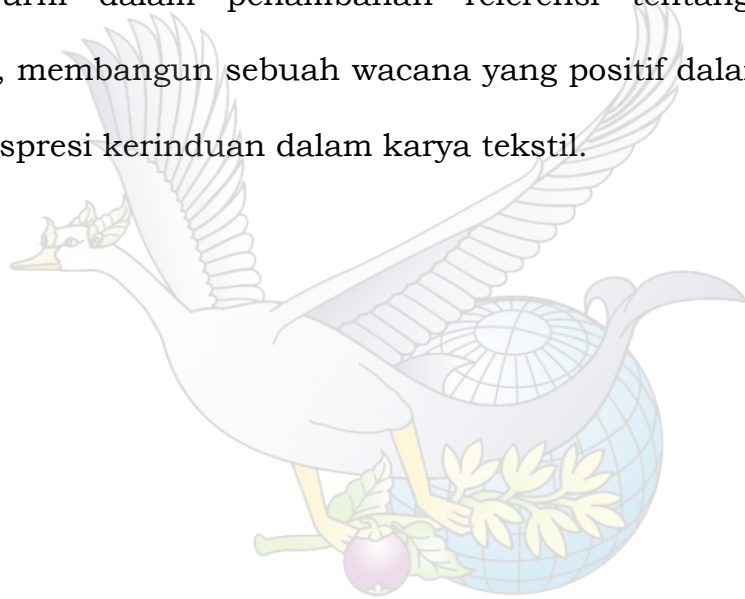 dalam penambahan referensi tentang
, membangun sebuah wacana yang positif
spresi kerinduan dalam karya tekstil.